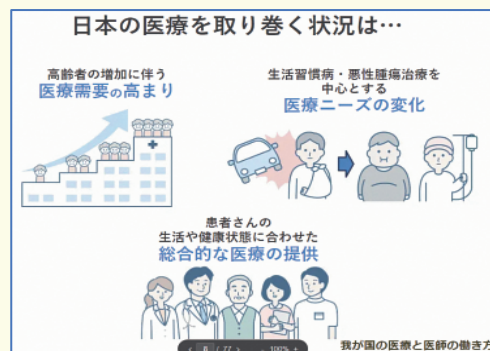 日本の医療を取り巻く状況は…
高齢者の増加に伴う
医療需要の高まり
生活習慣病・悪性腫瘍治療を
中心とする
医療ニーズの変化
患者さんの
生活や健康状態に合わせた
総合的な医療の提供
8 / 77
100%
我が国の医療と医師の働き方